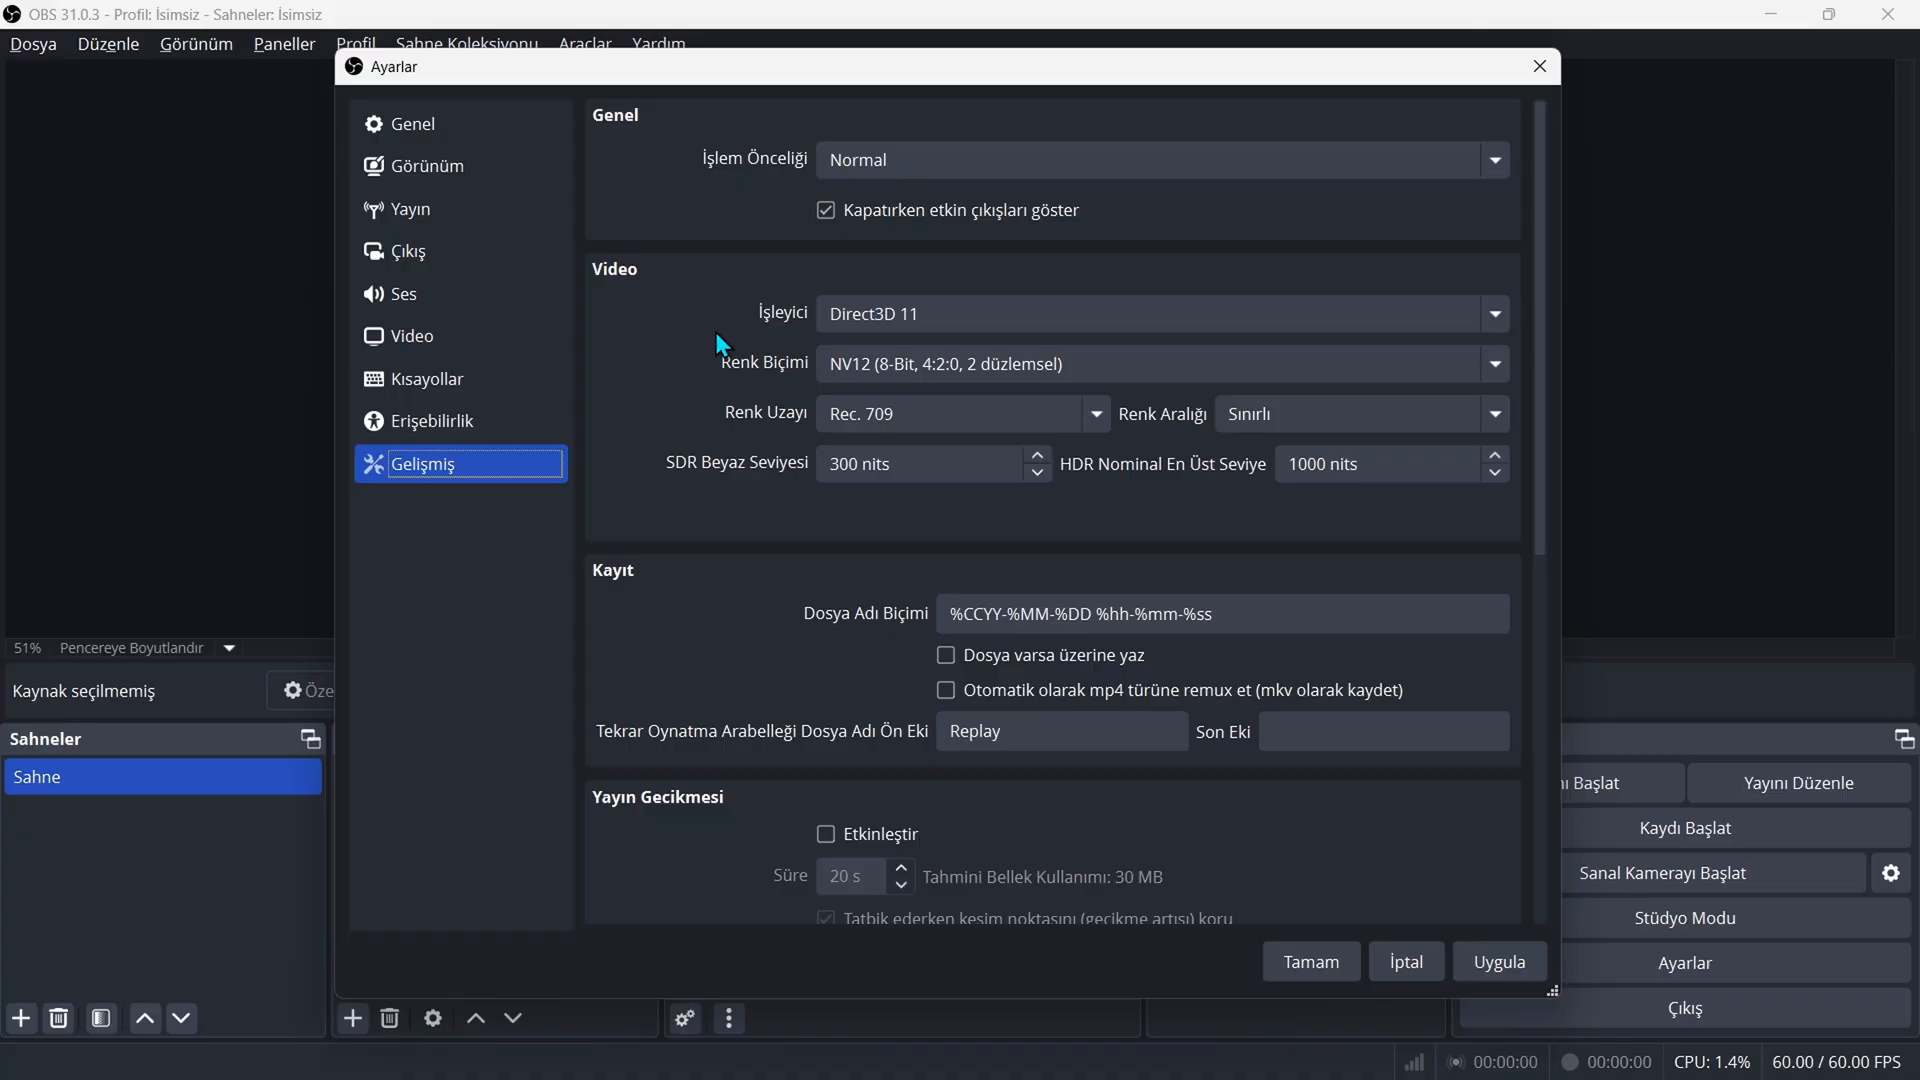 OBS 31.0.3 - Profil: İsimsiz - Sahneler: İsimsiz
Dosya Düzenle Görünüm Paneller Profil Sahne Koleksiyonu Araçlar Yardım
Ayarlar
Genel
Görünüm
Yayın
Çıkış
Ses
Video
Kısayollar
Erişebilirlik
Gelişmiş
Genel
İşlem Önceliği Normal
Kapatırken etkin çıkışları göster
Video
İşleyici Direct3D 11
Renk Biçimi NV12 (8-Bit, 4:2:0, 2 düzlemsel)
Renk Uzayı Rec. 709 Renk Aralığı Sınırlı
SDR Beyaz Seviyesi 300 nits HDR Nominal En Üst Seviye 1000 nits
Kayıt
Dosya Adı Biçimi %CCYY-%MM-%DD %hh-%mm-%ss
Dosya varsa üzerine yaz
Otomatik olarak mp4 türüne remux et (mkv olarak kaydet)
Tekrar Oynatma Arabelleği Dosya Adı Ön Eki Replay Son Eki
Yayın Gecikmesi
Etkinleştir
Süre 20 s Tahmini Bellek Kullanımı: 30 MB
Tatbik ederken kesim noktasını (gecikme artışı) koru
Tamam İptal Uygula
51% Pencereye Boyutlandır
Kaynak seçilmemiş Öze
Sahneler
Sahne
ı Başlat Yayını Düzenle
Kaydı Başlat
Sanal Kamerayı Başlat
Stüdyo Modu
Ayarlar
Çıkış
00:00:00 00:00:00 CPU: 1.4% 60.00 / 60.00 FPS